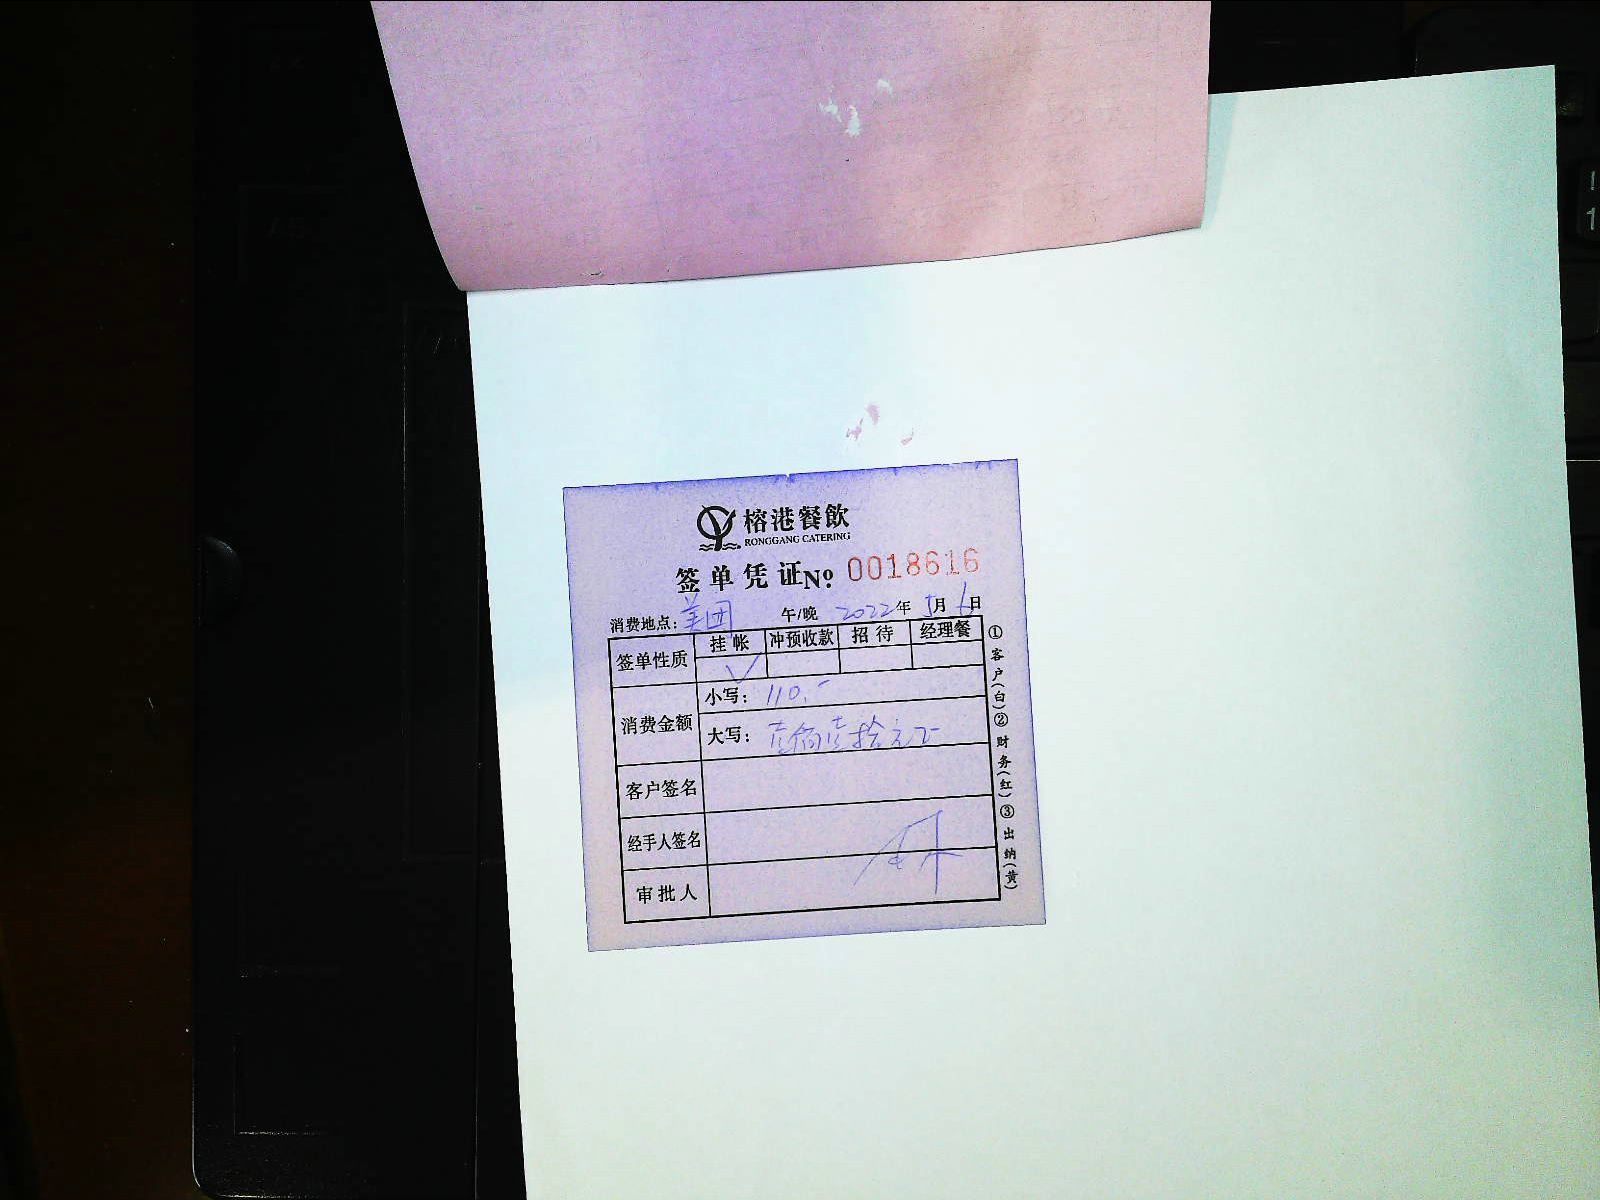 榕港餐飲
RONGGANG CATERING
签单凭证№ 0018616
消费地点：美团 午/晚 2022年5月6日
签单性质 挂帐 冲预收款 招待 经理餐
✓
消费金额 小写：110.-
大写：壹佰壹拾元正
客户签名
经手人签名
审批人
①客户(白)②财务(红)③出纳(黄)